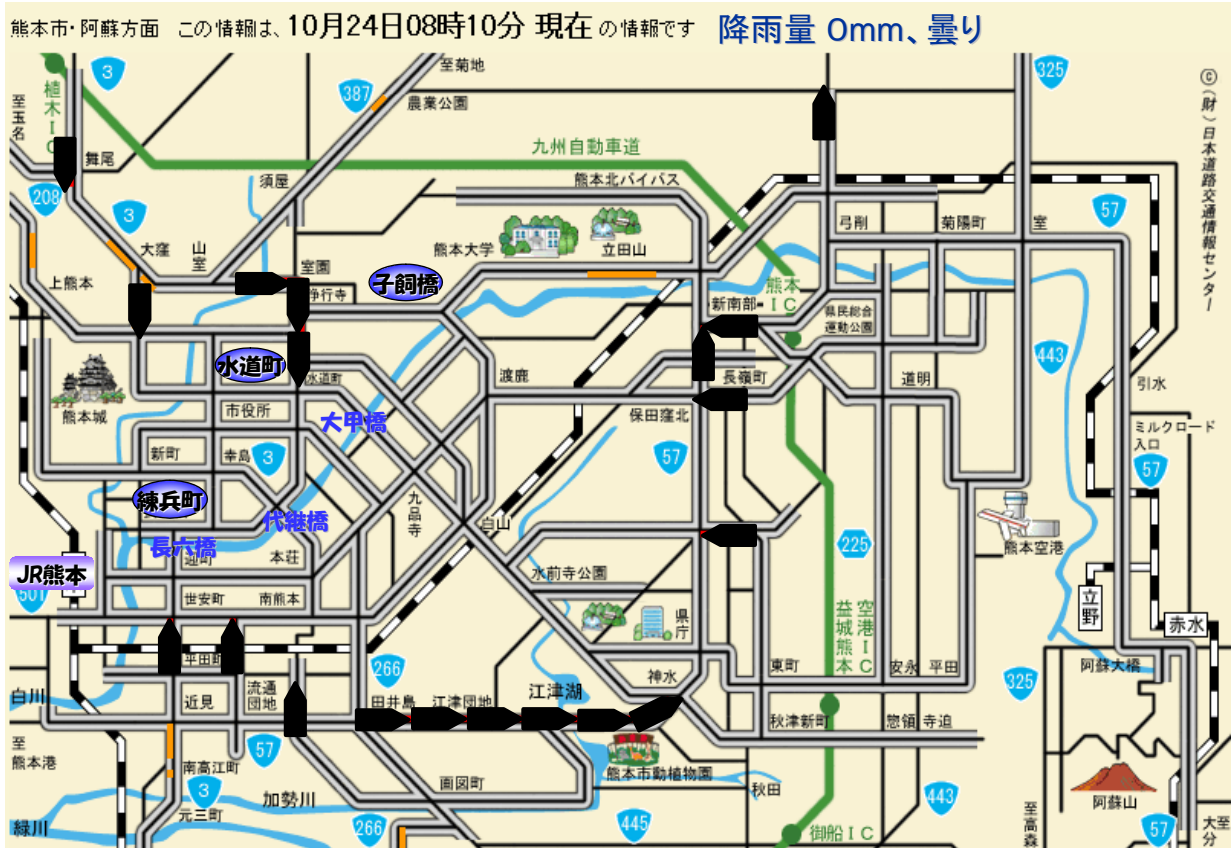 熊本市・阿蘇方面 この情報は、10月24日08時10分 現在 の情報です 降雨量 0mm、曇り
3
至菊地
325
387
農業公園
植木IC
至玉名
舞尾
九州自動車道
©(財)日本道路交通情報センター
208
3
須屋
熊本北バイパス
57
大窪
山室
熊本大学
立田山
弓削
菊陽町
室
上熊本
室園
子飼橋
浄行寺
熊本IC
新南部
県民総合
運動公園
水道町
水道町
渡鹿
長嶺町
道明
443
引水
熊本城
市役所
大甲橋
保田窪北
ミルクロード
入口
新町
辛島
3
57
57
練兵町
代継橋
九品寺
白山
長六橋
迎町
本荘
225
熊本空港
JR熊本
501
水前寺公園
世安町
南熊本
県庁
益城熊本
空港IC
立野
赤水
平田町
266
神水
東町
安永
平田
阿蘇大橋
325
白川
近見
流通
団地
田井島
江津団地
江津湖
秋津新町
惣領
寺迫
至
熊本港
57
南高江町
熊本市動植物園
3
画図町
秋田
阿蘇山
加勢川
元三町
443
緑川
266
445
御船IC
至高森
57
大分
至